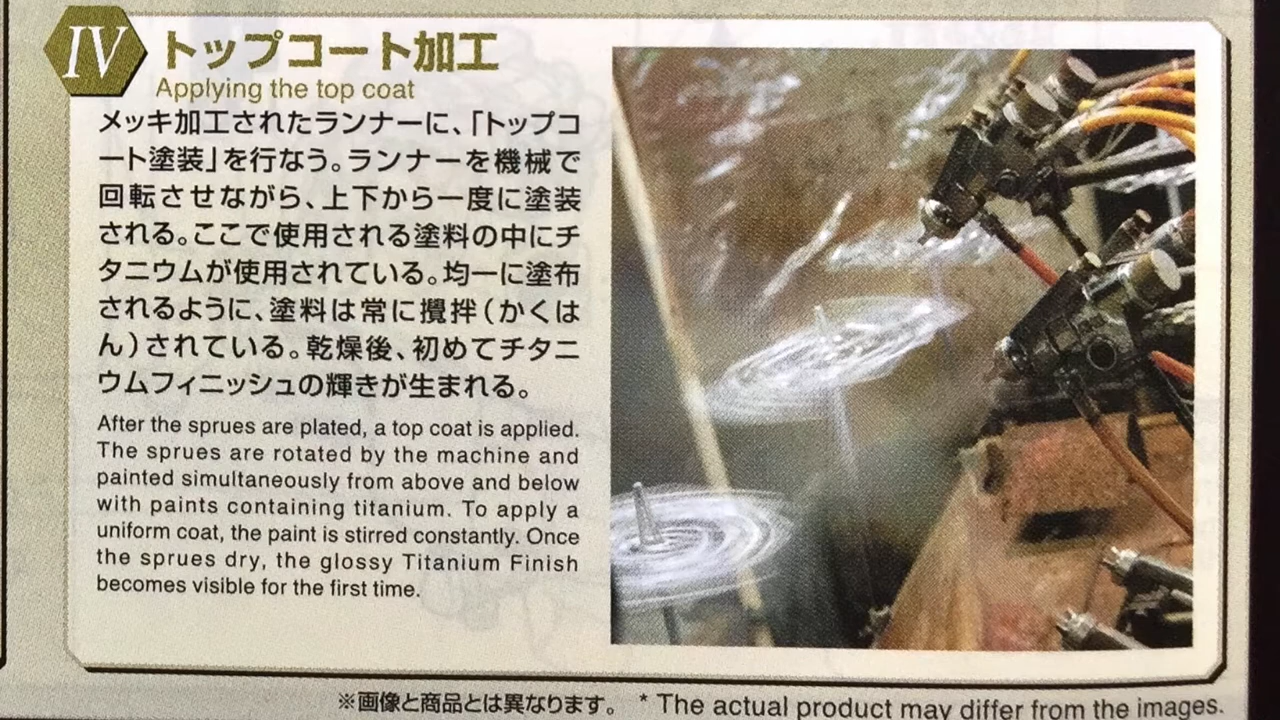 IV トップコート加工
Applying the top coat
メッキ加工されたランナーに、「トップコ
ート塗装」を行なう。ランナーを機械で
回転させながら、上下から一度に塗装
される。ここで使用される塗料の中にチ
タニウムが使用されている。均一に塗布
されるように、塗料は常に攪拌(かくは
ん)されている。乾燥後、初めてチタニ
ウムフィニッシュの輝きが生まれる。
After the sprues are plated, a top coat is applied.
The sprues are rotated by the machine and
painted simultaneously from above and below
with paints containing titanium. To apply a
uniform coat, the paint is stirred constantly. Once
the sprues dry, the glossy Titanium Finish
becomes visible for the first time.
※画像と商品とは異なります。 * The actual product may differ from the images.